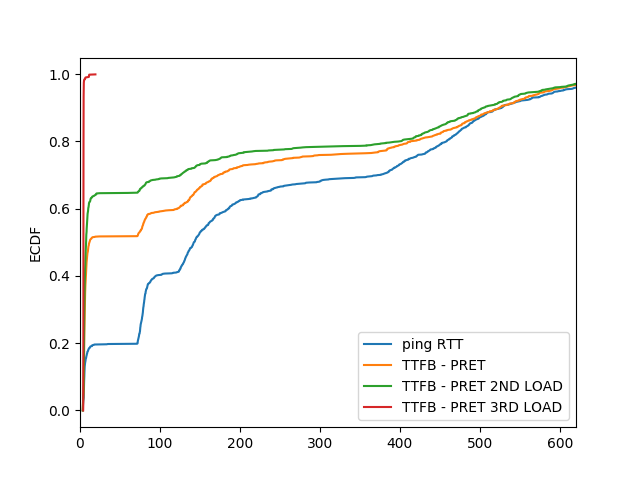 1.0
0.8
0.6
0.4
0.2
0.0
ECDF
0 100 200 300 400 500 600
ping RTT
TTFB - PRET
TTFB - PRET 2ND LOAD
TTFB - PRET 3RD LOAD